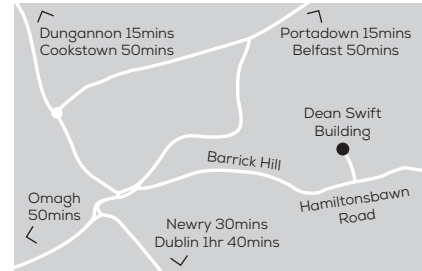 Dungannon 15mins
Cookstown 50mins
Portadown 15mins
Belfast 50mins
Dean Swift
Building
Barrick Hill
Hamiltonsbawn
Road
Omagh
50mins
Newry 30mins
Dublin 1hr 40mins